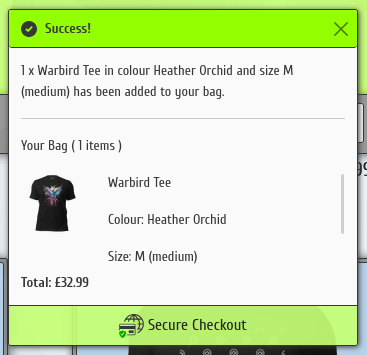 Success!
1 x Warbird Tee in colour Heather Orchid and size M
(medium) has been added to your bag.
Your Bag ( 1 items )
Warbird Tee
Colour: Heather Orchid
Size: M (medium)
Total: £32.99
Secure Checkout